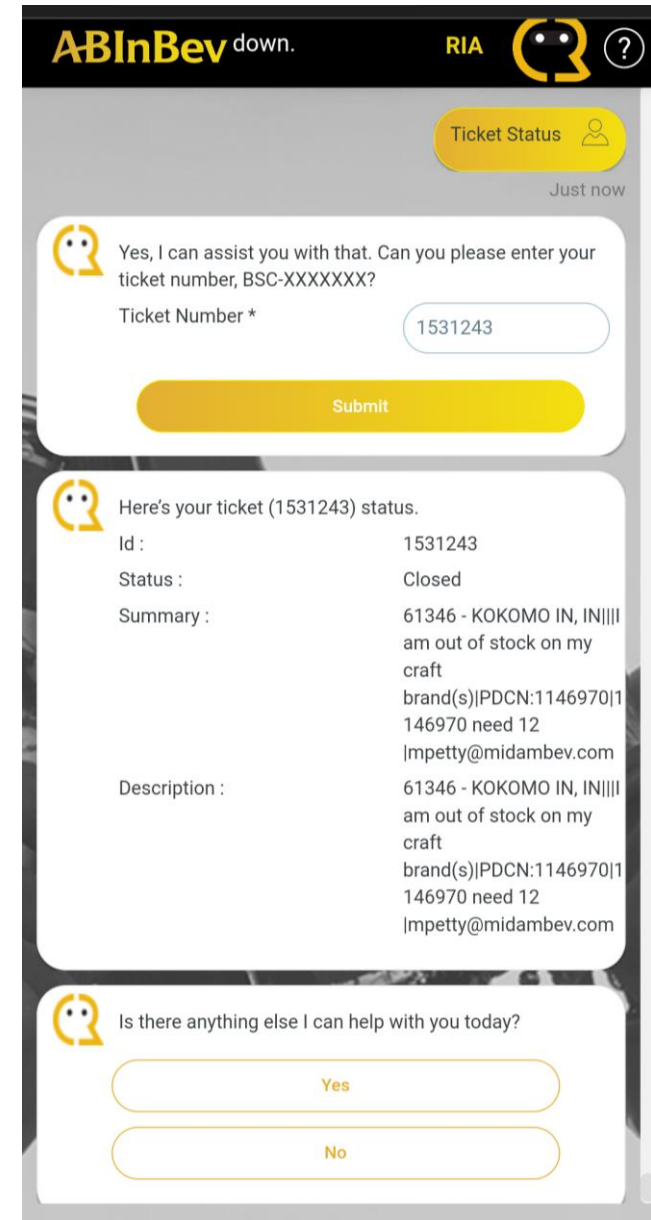 ABInBev down. RIA ?
Ticket Status
Just now
Yes, I can assist you with that. Can you please enter your
ticket number, BSC-XXXXXXX?
Ticket Number * 1531243
Submit
Here’s your ticket (1531243) status.
Id : 1531243
Status : Closed
Summary : 61346 - KOKOMO IN, IN|||I
am out of stock on my
craft
brand(s)|PDCN:1146970|1
146970 need 12
|mpetty@midambev.com
Description : 61346 - KOKOMO IN, IN|||I
am out of stock on my
craft
brand(s)|PDCN:1146970|1
146970 need 12
|mpetty@midambev.com
Is there anything else I can help with you today?
Yes
No